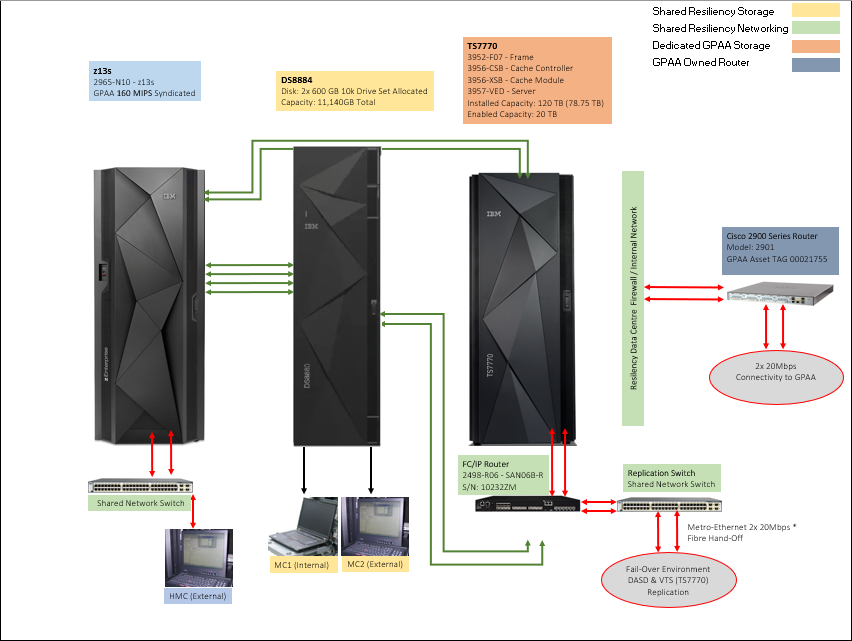 Shared Resiliency Storage
Shared Resiliency Networking
Dedicated GPAA Storage
GPAA Owned Router
z13s
2965-N10 - z13s
GPAA 160 MIPS Syndicated
DS8884
Disk: 2x 600 GB 10k Drive Set Allocated
Capacity: 11,140GB Total
TS7770
3952-F07 - Frame
3956-CSB - Cache Controller
3956-XSB - Cache Module
3957-VED - Server
Installed Capacity: 120 TB (78.75 TB)
Enabled Capacity: 20 TB
IBM
zEnterprise
IBM
DS8880
IBM
TS7770
Resiliency Data Centre Firewall / Internal Network
Cisco 2900 Series Router
Model: 2901
GPAA Asset TAG 00021755
2x 20Mbps
Connectivity to GPAA
Shared Network Switch
HMC (External)
MC1 (Internal)
MC2 (External)
FC/IP Router
2498-R06 - SAN06B-R
S/N: 10232ZM
Replication Switch
Shared Network Switch
Metro-Ethernet 2x 20Mbps *
Fibre Hand-Off
Fail-Over Environment
DASD & VTS (TS7770)
Replication